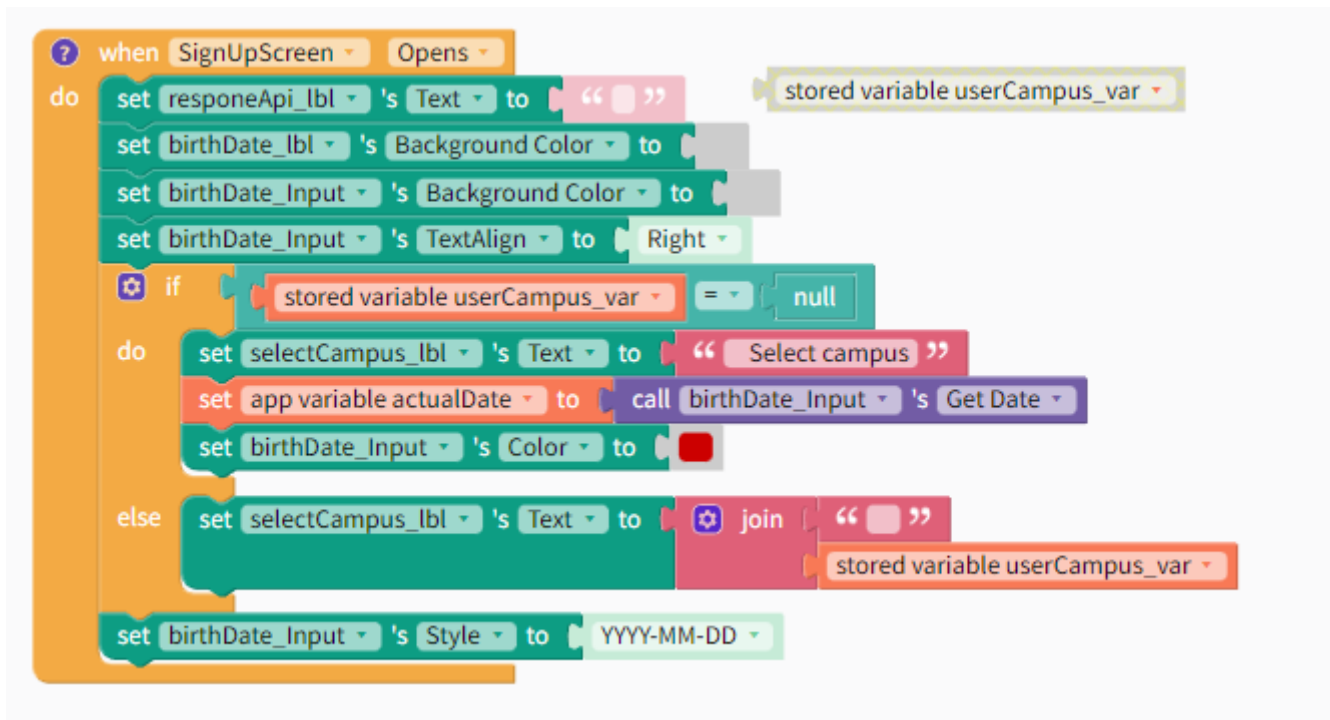 ? when SignUpScreen Opens
stored variable userCampus_var
do set responeApi_lbl 's Text to “ ”
set birthDate_lbl 's Background Color to
set birthDate_Input 's Background Color to
set birthDate_Input 's TextAlign to Right
if stored variable userCampus_var = null
do set selectCampus_lbl 's Text to “ Select campus ”
set app variable actualDate to call birthDate_Input 's Get Date
set birthDate_Input 's Color to
else set selectCampus_lbl 's Text to join “ ”
stored variable userCampus_var
set birthDate_Input 's Style to YYYY-MM-DD